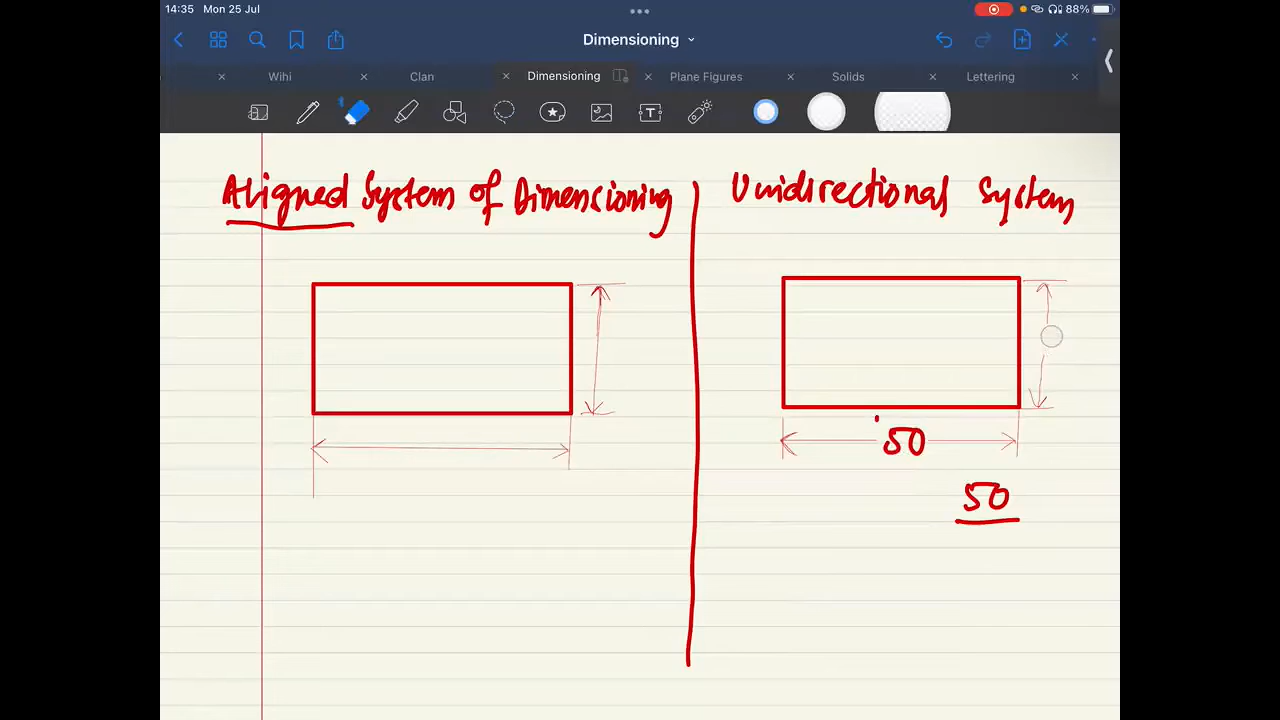 14:35 Mon 25 Jul 88%
Dimensioning
Wihi Clan Dimensioning Plane Figures Solids Lettering
T
Aligned System of Dimensioning
Unidirectional System
50
50